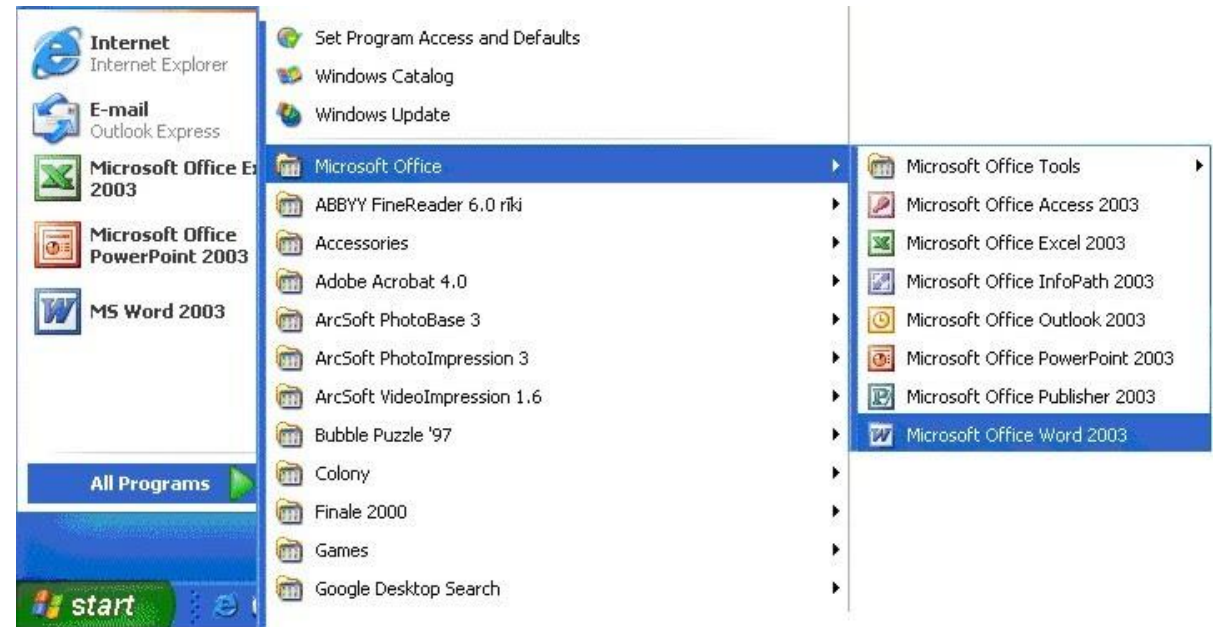 Internet
Internet Explorer
E-mail
Outlook Express
Microsoft Office
2003
Microsoft Office
PowerPoint 2003
MS Word 2003
All Programs
start
Set Program Access and Defaults
Windows Catalog
Windows Update
Microsoft Office
ABBYY FineReader 6.0 rīki
Accessories
Adobe Acrobat 4.0
ArcSoft PhotoBase 3
ArcSoft PhotoImpression 3
ArcSoft VideoImpression 1.6
Bubble Puzzle '97
Colony
Finale 2000
Games
Google Desktop Search
Microsoft Office Tools
Microsoft Office Access 2003
Microsoft Office Excel 2003
Microsoft Office InfoPath 2003
Microsoft Office Outlook 2003
Microsoft Office PowerPoint 2003
Microsoft Office Publisher 2003
Microsoft Office Word 2003